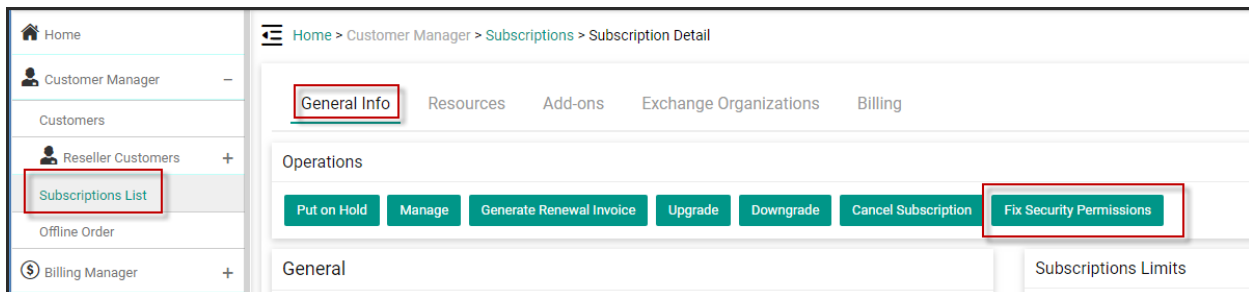 Home
Customer Manager
Customers
Reseller Customers
Subscriptions List
Offline Order
Billing Manager
Home > Customer Manager > Subscriptions > Subscription Detail
General Info Resources Add-ons Exchange Organizations Billing
Operations
Put on Hold Manage Generate Renewal Invoice Upgrade Downgrade Cancel Subscription Fix Security Permissions
General
Subscriptions Limits